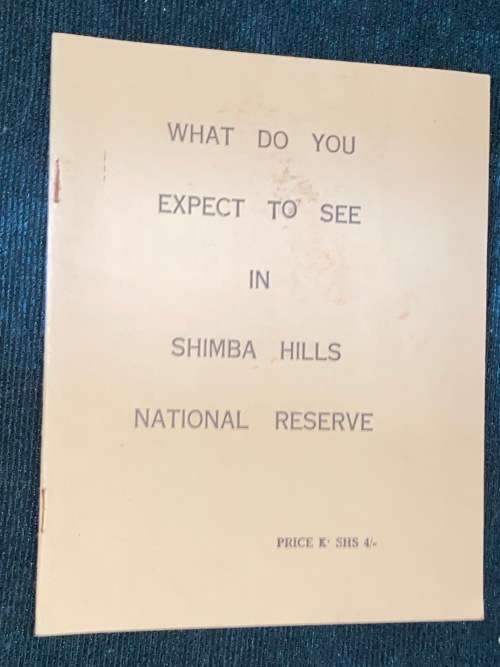 WHAT DO YOU
EXPECT TO SEE
IN
SHIMBA HILLS
NATIONAL RESERVE
PRICE K· SHS 4/-